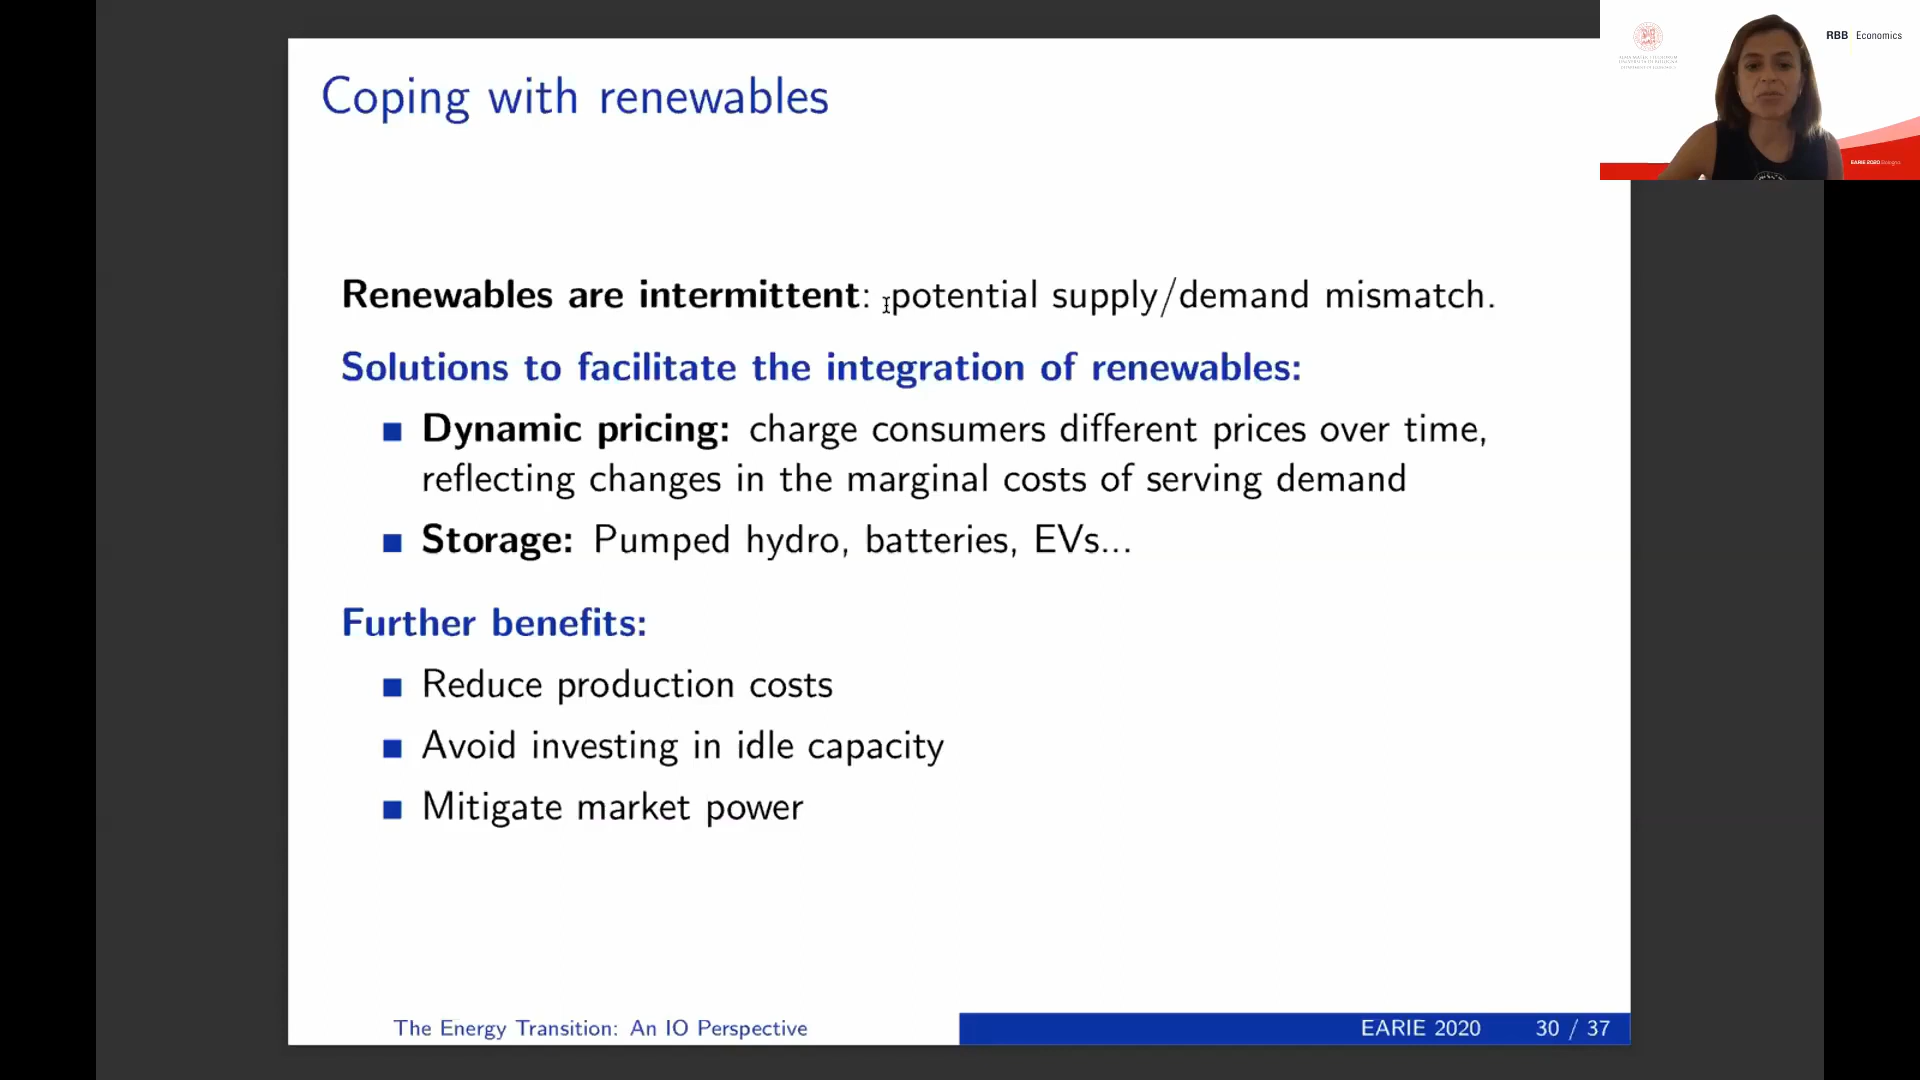 Coping with renewables
RBB Economics
EARIE 2020 Bologna
Renewables are intermittent: potential supply/demand mismatch.
Solutions to facilitate the integration of renewables:
Dynamic pricing: charge consumers different prices over time,
reflecting changes in the marginal costs of serving demand
Storage: Pumped hydro, batteries, EVs...
Further benefits:
Reduce production costs
Avoid investing in idle capacity
Mitigate market power
The Energy Transition: An IO Perspective
EARIE 2020 30 / 37